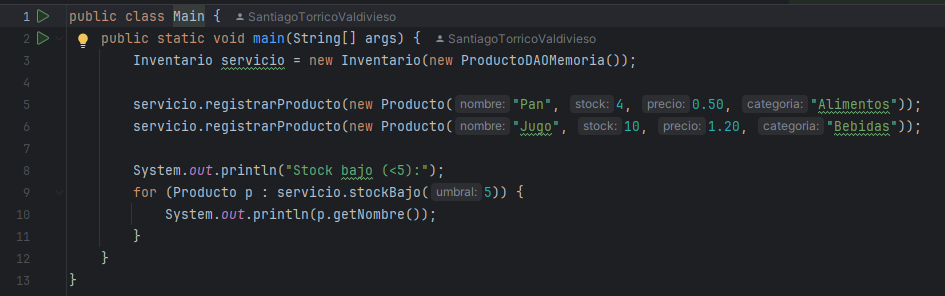 1 public class Main { SantiagoTorricoValdivieso
2 public static void main(String[] args) { SantiagoTorricoValdivieso
3 Inventario servicio = new Inventario(new ProductoDAOMemoria());
4
5 servicio.registrarProducto(new Producto( nombre: "Pan", stock: 4, precio: 0.50, categoria: "Alimentos"));
6 servicio.registrarProducto(new Producto( nombre: "Jugo", stock: 10, precio: 1.20, categoria: "Bebidas"));
7
8 System.out.println("Stock bajo (<5):");
9 for (Producto p : servicio.stockBajo( umbral: 5)) {
10 System.out.println(p.getNombre());
11 }
12 }
13 }